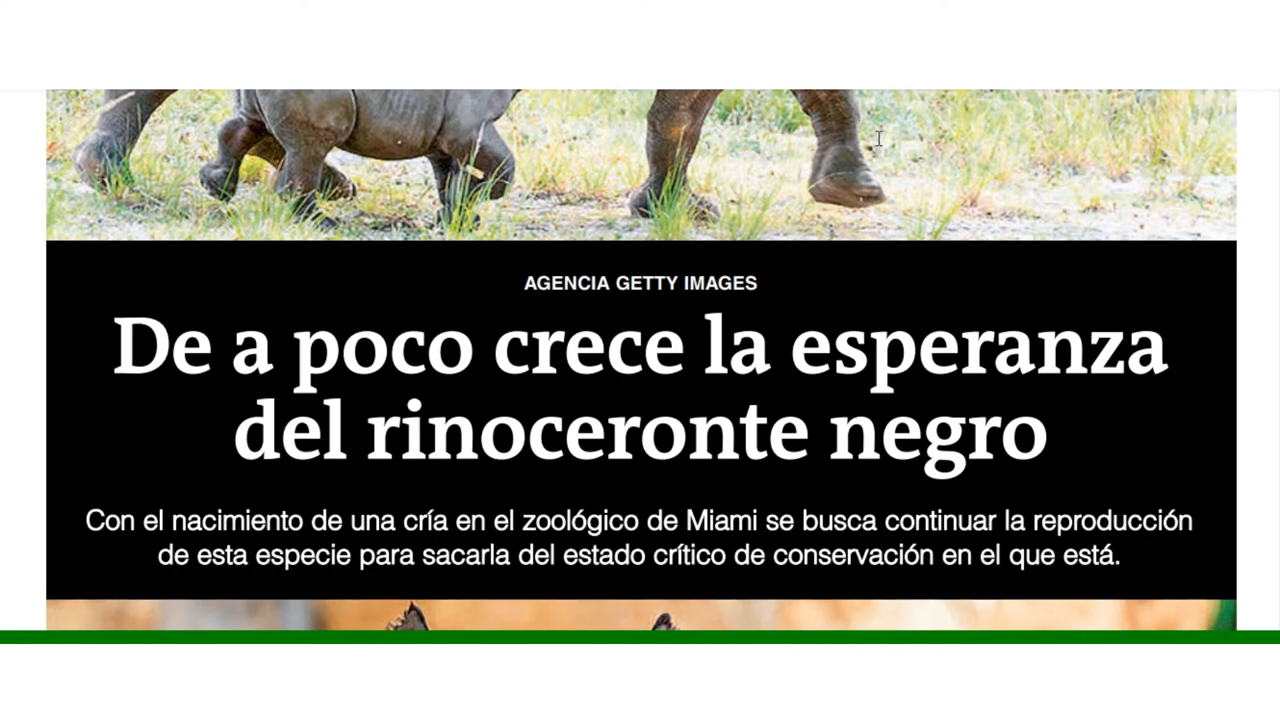 AGENCIA GETTY IMAGES
De a poco crece la esperanza
del rinoceronte negro
Con el nacimiento de una cría en el zoológico de Miami se busca continuar la reproducción
de esta especie para sacarla del estado crítico de conservación en el que está.